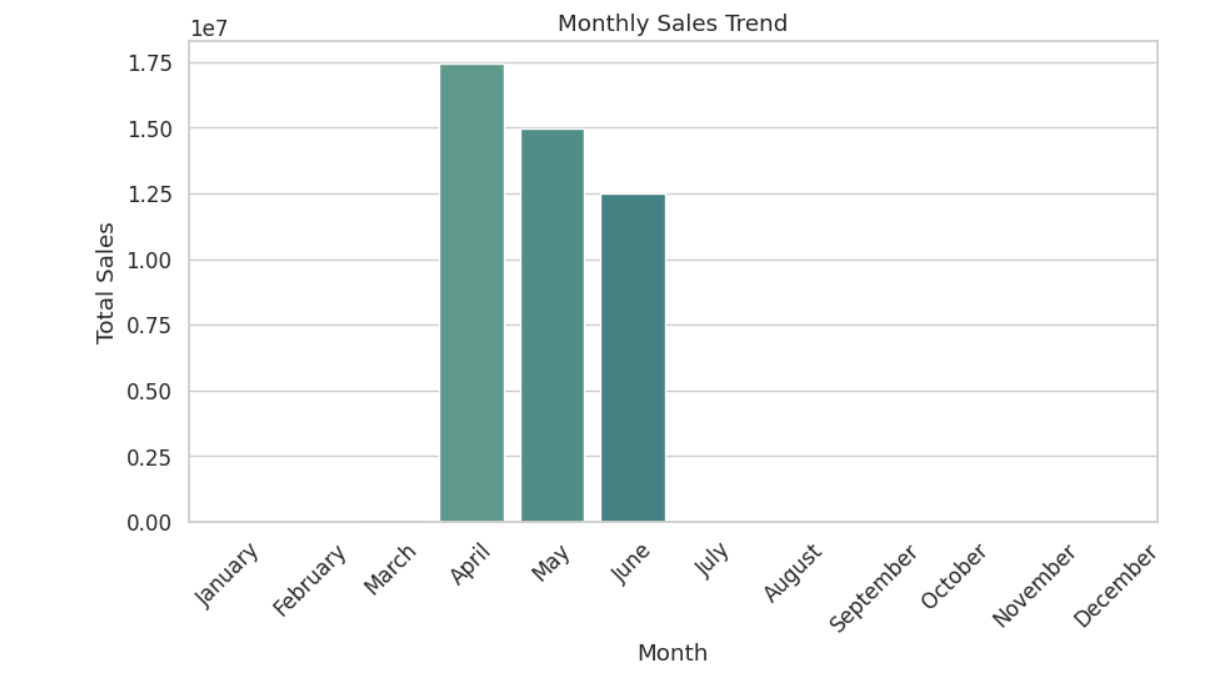 Monthly Sales Trend
1e7
1.75
1.50
1.25
1.00
0.75
0.50
0.25
0.00
Total Sales
January
February
March
April
May
June
July
August
September
October
November
December
Month